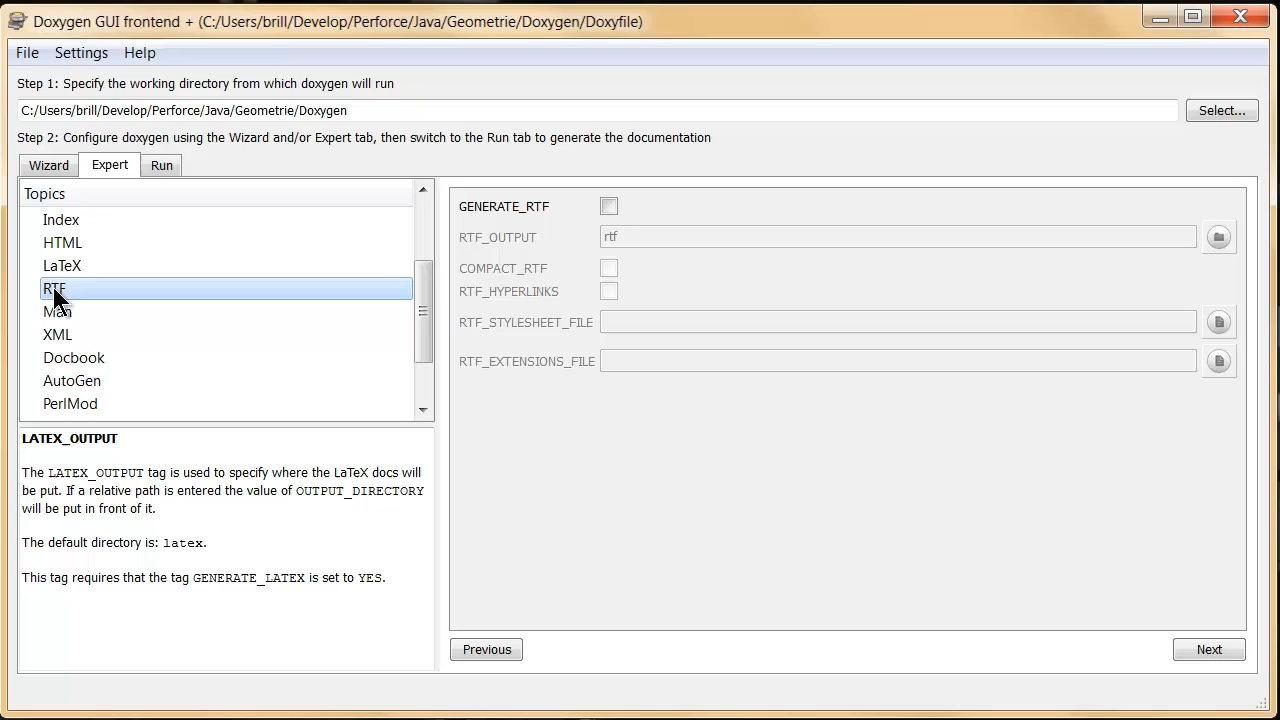 Doxygen GUI frontend + (C:/Users/brill/Develop/Perforce/Java/Geometrie/Doxygen/Doxyfile)
File Settings Help
Step 1: Specify the working directory from which doxygen will run
C:/Users/brill/Develop/Perforce/Java/Geometrie/Doxygen
Select...
Step 2: Configure doxygen using the Wizard and/or Expert tab, then switch to the Run tab to generate the documentation
Wizard Expert Run
Topics
Index
HTML
LaTeX
RTF
Man
XML
Docbook
AutoGen
PerlMod
LATEX_OUTPUT
The LATEX_OUTPUT tag is used to specify where the LaTeX docs will
be put. If a relative path is entered the value of OUTPUT_DIRECTORY
will be put in front of it.
The default directory is: latex.
This tag requires that the tag GENERATE_LATEX is set to YES.
GENERATE_RTF
RTF_OUTPUT rtf
COMPACT_RTF
RTF_HYPERLINKS
RTF_STYLESHEET_FILE
RTF_EXTENSIONS_FILE
Previous Next